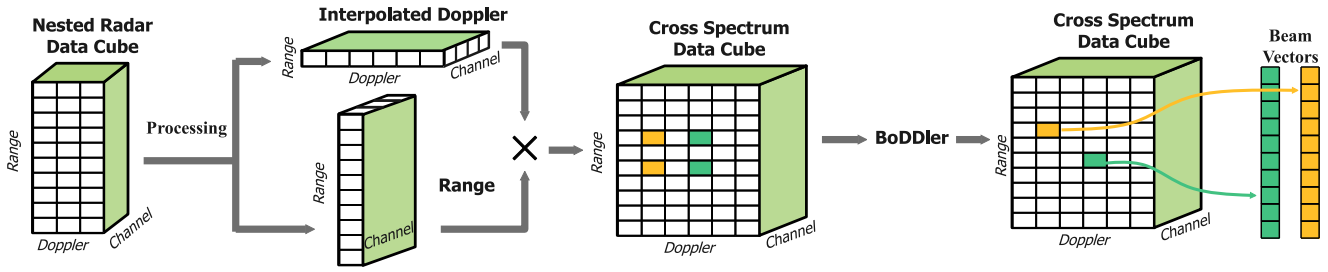 Nested Radar
Data Cube
Range
Doppler
Channel
Processing
Interpolated Doppler
Range
Doppler
Channel
Range
Channel
Range
Cross Spectrum
Data Cube
Range
Doppler
Channel
BoDDler
Cross Spectrum
Data Cube
Range
Doppler
Channel
Beam
Vectors